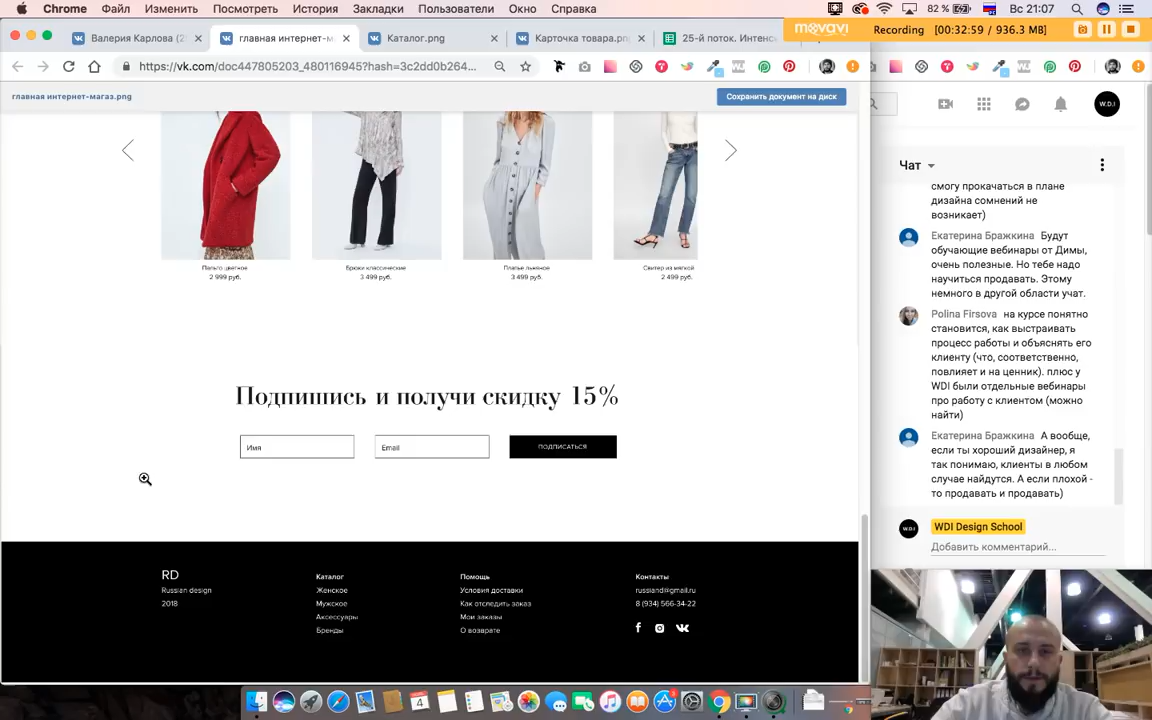 Chrome Файл Изменить Посмотреть История Закладки Пользователи Окно Справка
82 % Вс 21:07
movavi Recording [00:32:59 / 936.3 MB]
Валерия Карлова (2
главная интернет-м
Каталог.png
Карточка товара.pn
25-й поток. Интенс
https://vk.com/doc447805203_480116945?hash=3c2dd0b264...
главная интернет-магаз.png
Сохранить документ на диск
Пальто цветное
2 999 руб.
Брюки классические
3 499 руб.
Платье льняное
3 499 руб.
Свитер из мягкой
2 499 руб.
Подпишись и получи скидку 15%
Имя
Email
ПОДПИСАТЬСЯ
RD
Russian design
2018
Каталог
Женское
Мужское
Аксессуары
Бренды
Помощь
Условия доставки
Как отследить заказ
Мои заказы
О возврате
Контакты
russiand@gmail.ru
8 (934) 566-34-22
W.D.I
Чат
смогу прокачаться в плане
дизайна сомнений не
возникает)
Екатерина Бражкина Будут
обучающие вебинары от Димы,
очень полезные. Но тебе надо
научиться продавать. Этому
немного в другой области учат.
Polina Firsova на курсе понятно
становится, как выстраивать
процесс работы и объяснять его
клиенту (что, соответственно,
повлияет и на ценник). плюс у
WDI были отдельные вебинары
про работу с клиентом (можно
найти)
Екатерина Бражкина А вообще,
если ты хороший дизайнер, я
так понимаю, клиенты в любом
случае найдутся. А если плохой -
то продавать и продавать)
WDI Design School
Добавить комментарий...